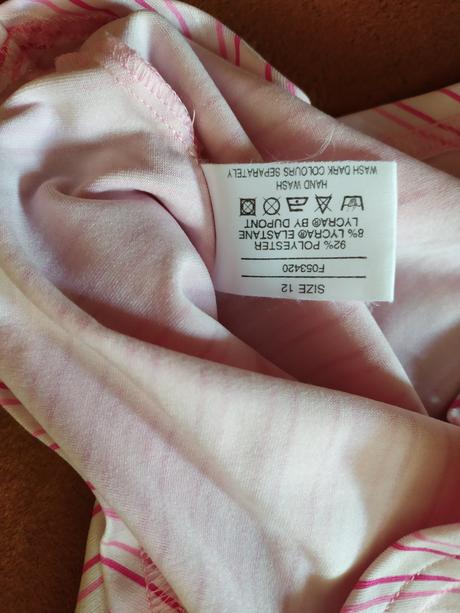 SIZE 12
F053420
92% POLYESTER
8% LYCRA® ELASTANE
LYCRA® BY DUPONT
HAND WASH
WASH DARK COLOURS SEPARATELY